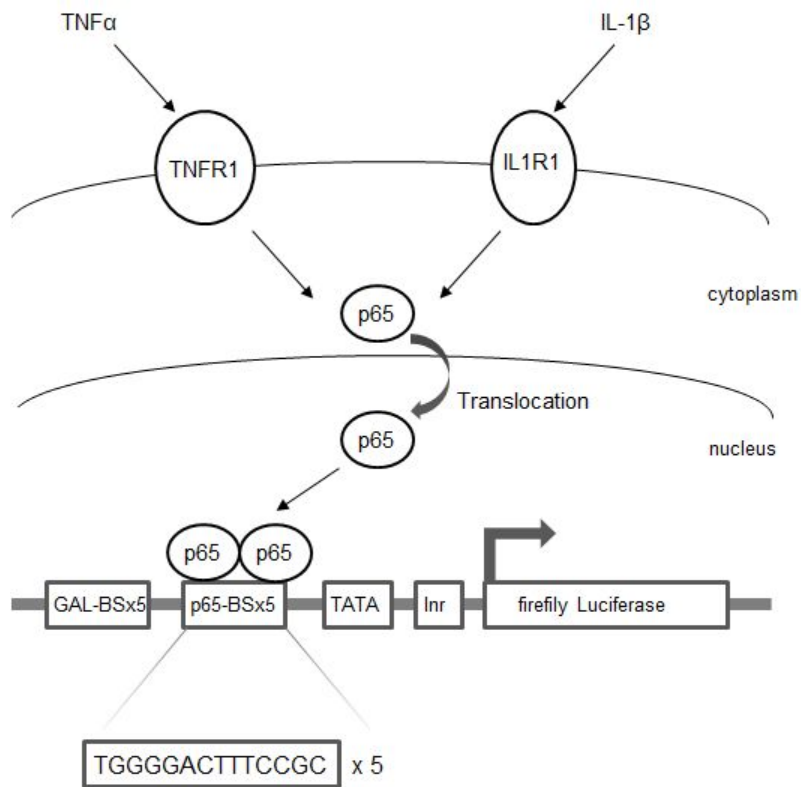 TNFα IL-1β
TNFR1 IL1R1
cytoplasm
p65
Translocation
p65
nucleus
p65 p65
GAL-BSx5 p65-BSx5 TATA Inr firefily Luciferase
TGGGGACTTTCCGC x 5